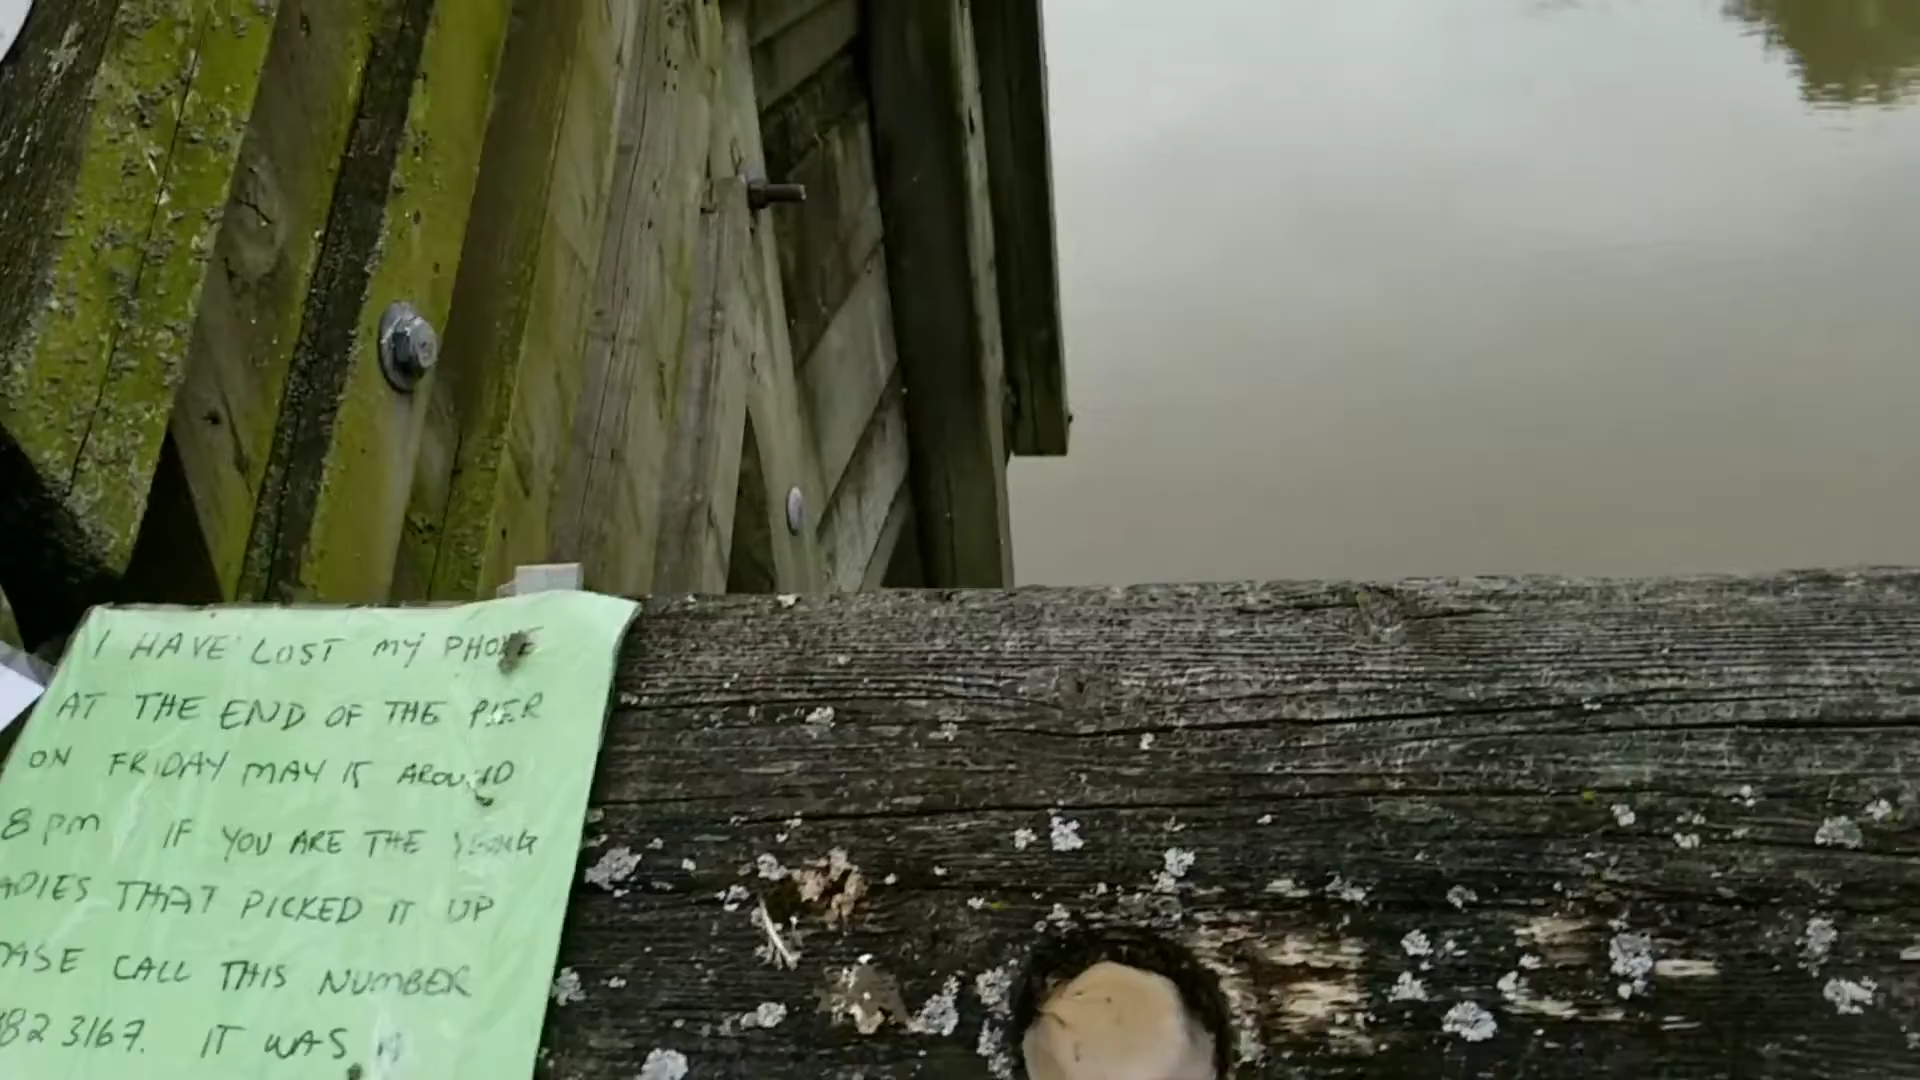 I HAVE LOST MY PHONE
AT THE END OF THE PIER
ON FRIDAY MAY 15 AROUND
8 pm IF YOU ARE THE YOUNG
ADIES THAT PICKED IT UP
EASE CALL THIS NUMBER
82 3167. IT WAS